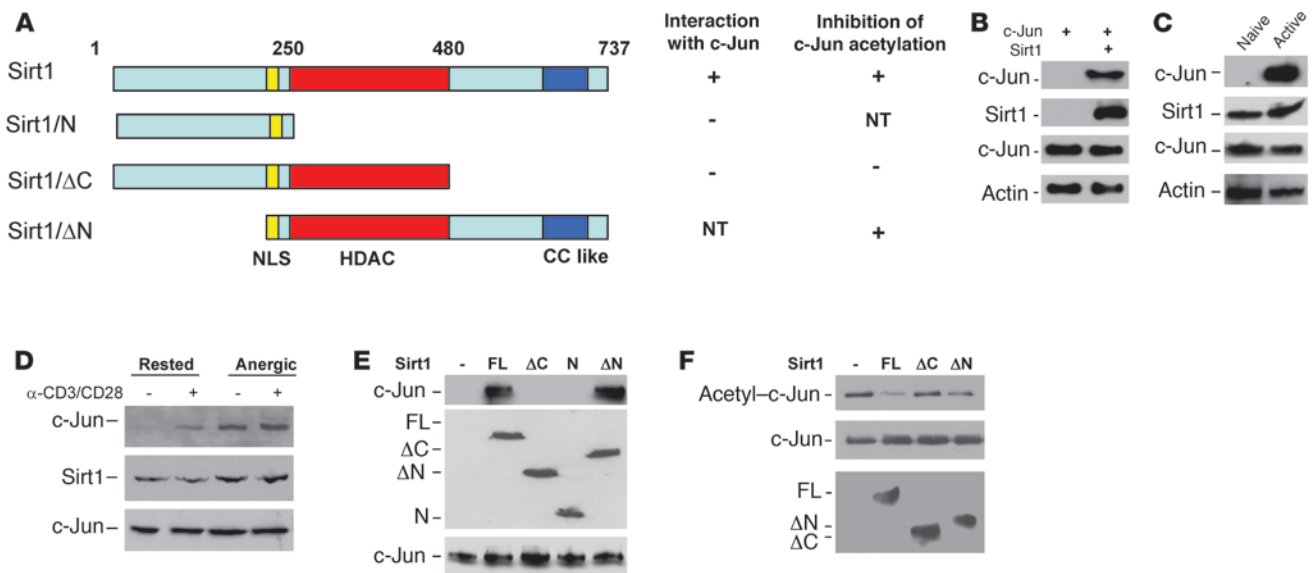 A
Interaction with c-Jun
Inhibition of c-Jun acetylation
1 250 480 737
Sirt1 + +
Sirt1/N - NT
Sirt1/ΔC - -
Sirt1/ΔN NT +
NLS HDAC CC like
B
c-Jun + +
Sirt1 +
c-Jun -
Sirt1 -
c-Jun -
Actin -
C
Naive Active
c-Jun –
Sirt1 –
c-Jun –
Actin –
D
Rested Anergic
α-CD3/CD28 - + - +
c-Jun–
Sirt1–
c-Jun–
E
Sirt1 - FL ΔC N ΔN
c-Jun –
FL–
ΔC –
ΔN –
N –
c-Jun –
F
Sirt1 - FL ΔC ΔN
Acetyl–c-Jun -
c-Jun-
FL -
ΔN -
ΔC -